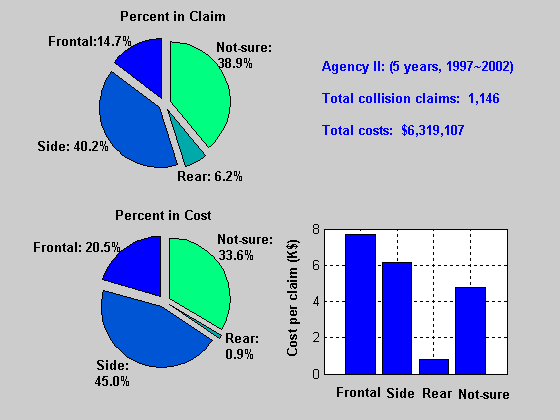 Percent in Claim
Frontal:14.7%
Not-sure:
38.9%
Side: 40.2%
Rear: 6.2%
Agency II: (5 years, 1997~2002)
Total collision claims: 1,146
Total costs: $6,319,107
Percent in Cost
Frontal: 20.5%
Not-sure:
33.6%
Rear:
0.9%
Side:
45.0%
Cost per claim (K$)
8
6
4
2
0
Frontal Side Rear Not-sure